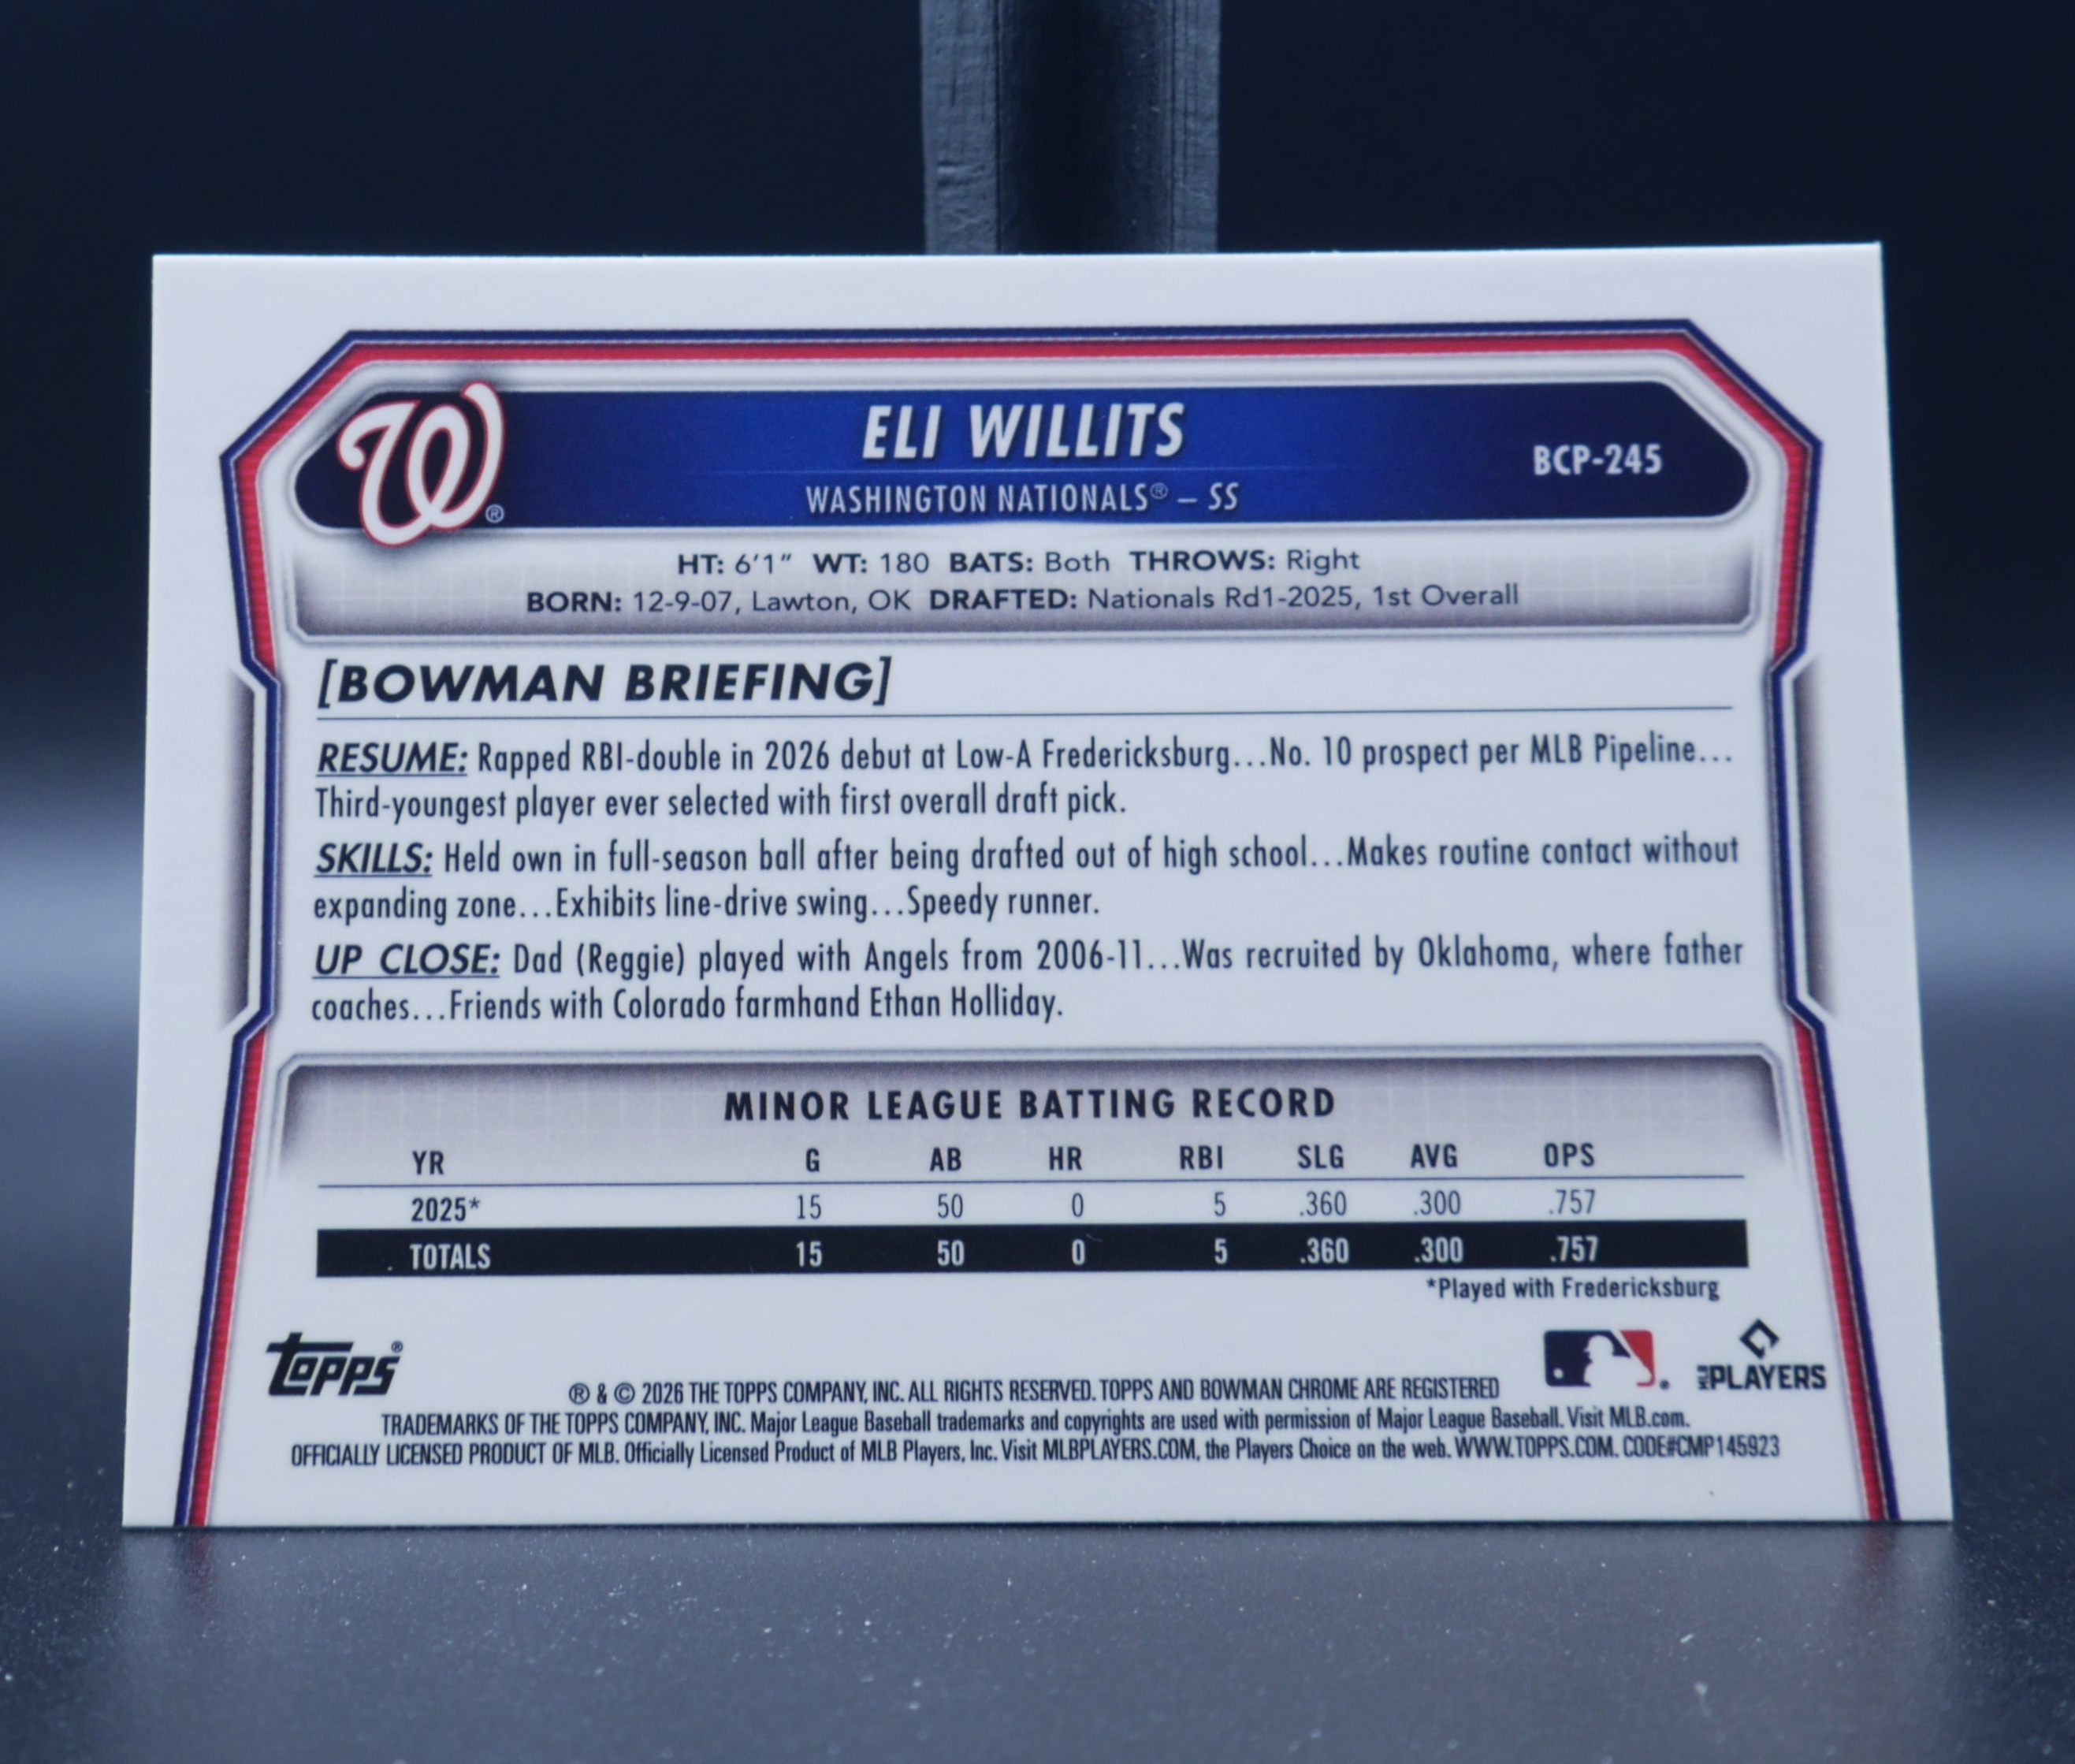 W®
ELI WILLITS
BCP-245
WASHINGTON NATIONALS® – SS
HT: 6'1" WT: 180 BATS: Both THROWS: Right
BORN: 12-9-07, Lawton, OK DRAFTED: Nationals Rd1-2025, 1st Overall
[BOWMAN BRIEFING]
RESUME: Rapped RBI-double in 2026 debut at Low-A Fredericksburg...No. 10 prospect per MLB Pipeline...
Third-youngest player ever selected with first overall draft pick.
SKILLS: Held own in full-season ball after being drafted out of high school...Makes routine contact without
expanding zone...Exhibits line-drive swing...Speedy runner.
UP CLOSE: Dad (Reggie) played with Angels from 2006-11...Was recruited by Oklahoma, where father
coaches...Friends with Colorado farmhand Ethan Holliday.
MINOR LEAGUE BATTING RECORD
YR G AB HR RBI SLG AVG OPS
2025* 15 50 0 5 .360 .300 .757
TOTALS 15 50 0 5 .360 .300 .757
*Played with Fredericksburg
topps®
MLB PLAYERS
® & © 2026 THE TOPPS COMPANY, INC. ALL RIGHTS RESERVED. TOPPS AND BOWMAN CHROME ARE REGISTERED
TRADEMARKS OF THE TOPPS COMPANY, INC. Major League Baseball trademarks and copyrights are used with permission of Major League Baseball. Visit MLB.com.
OFFICIALLY LICENSED PRODUCT OF MLB. Officially Licensed Product of MLB Players, Inc. Visit MLBPLAYERS.COM, the Players Choice on the web. WWW.TOPPS.COM. CODE#CMP145923